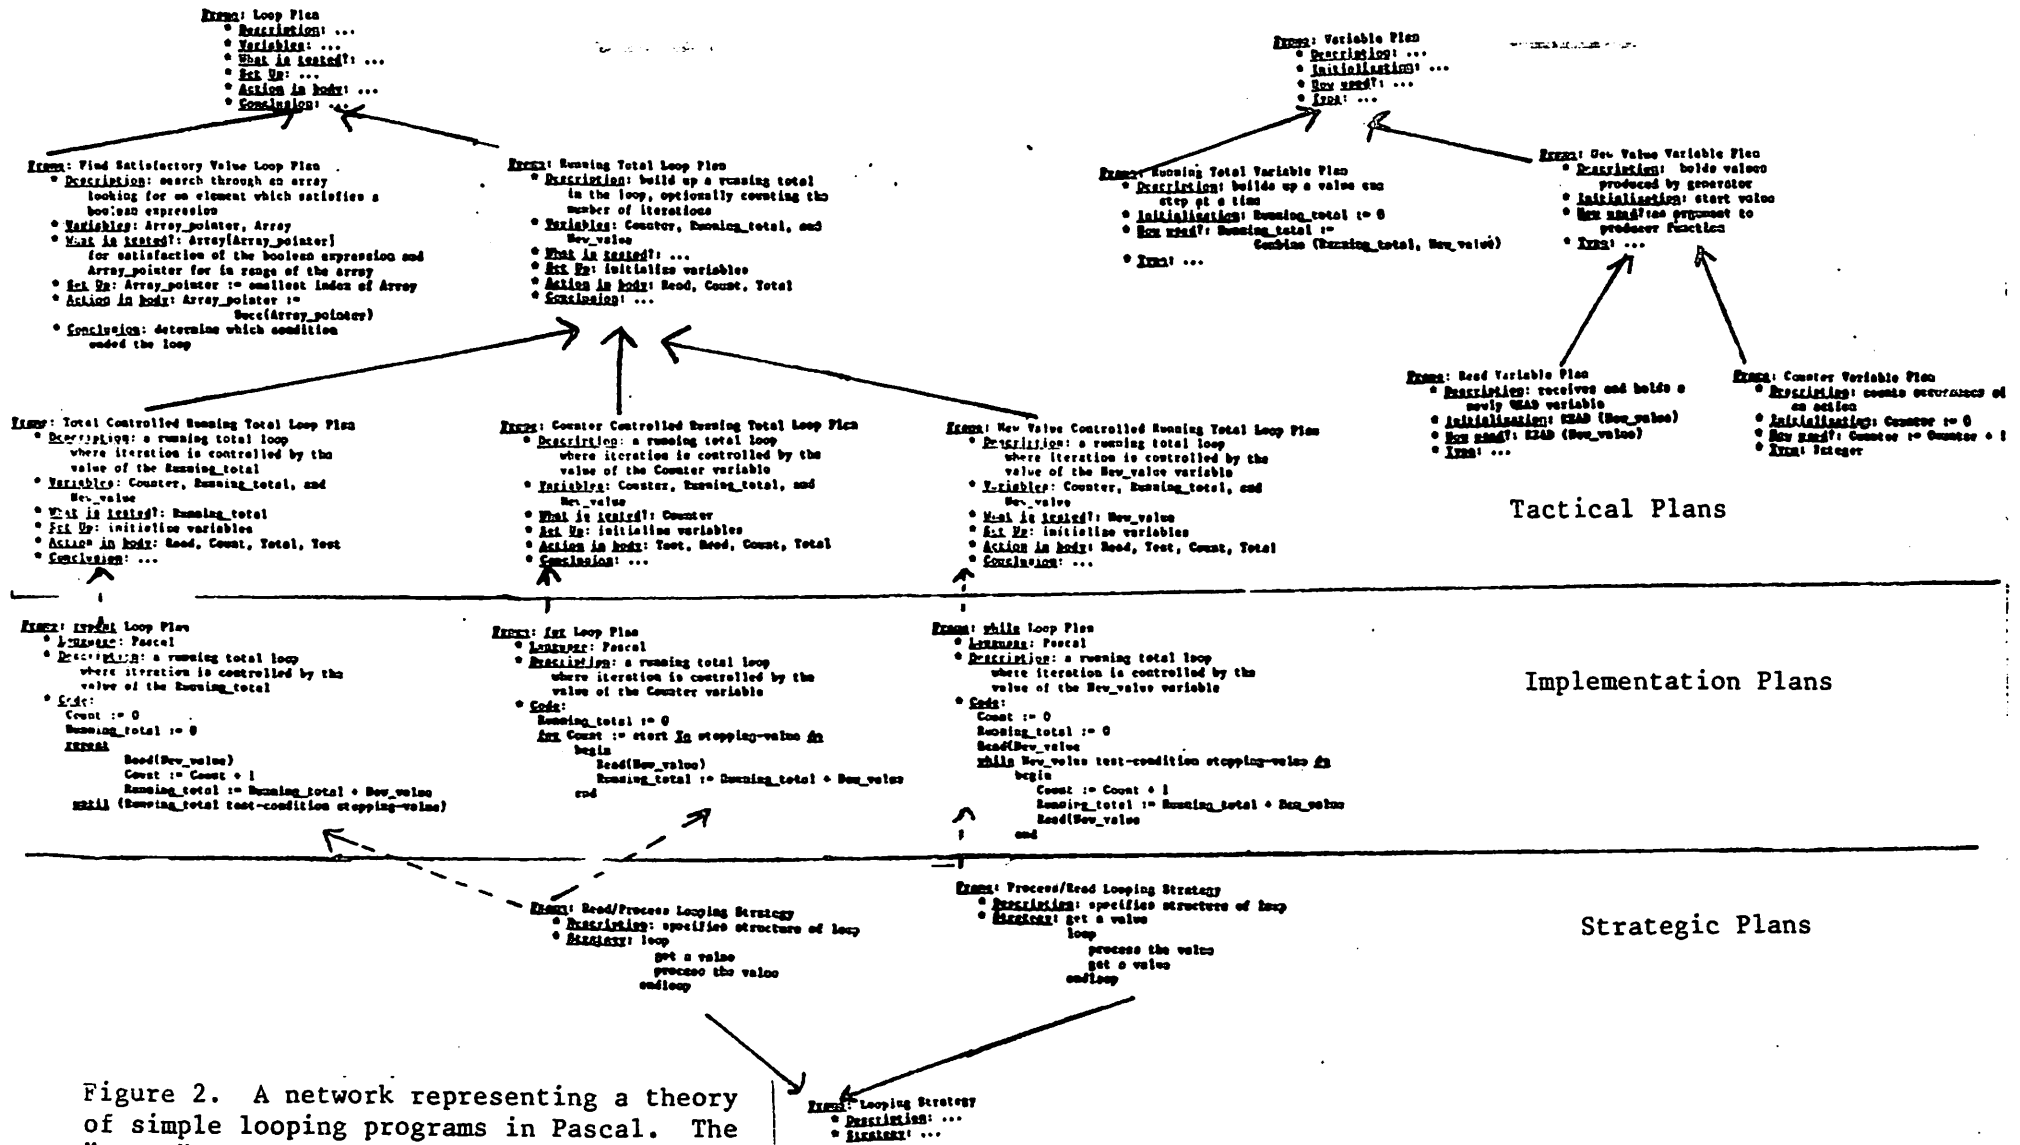 Frame: Loop Plan
* Description: ...
* Variables: ...
* What is tested?: ...
* Set Up: ...
* Action in body: ...
* Conclusion: ...
Frame: Variable Plan
* Description: ...
* Initialization: ...
* How used?: ...
* Type: ...
Frame: Find Satisfactory Value Loop Plan
* Description: search through an array
looking for an element which satisfies a
boolean expression
* Variables: Array_pointer, Array
* What is tested?: Array[Array_pointer]
for satisfaction of the boolean expression and
Array_pointer for in range of the array
* Set Up: Array_pointer := smallest index of Array
* Action in body: Array_pointer :=
Succ(Array_pointer)
* Conclusion: determine which condition
ended the loop
Frame: Running Total Loop Plan
* Description: build up a running total
in the loop, optionally counting the
number of iterations
* Variables: Counter, Running_total, and
New_value
* What is tested?: ...
* Set Up: initialize variables
* Action in body: Read, Count, Total
* Conclusion: ...
Frame: Running Total Variable Plan
* Description: builds up a value one
step at a time
* Initialization: Running_total := 0
* How used?: Running_total :=
Combine (Running_total, New_value)
* Type: ...
Frame: New Value Variable Plan
* Description: holds values
produced by generator
* Initialization: start value
* How used?: as argument to
producer function
* Type: ...
Frame: Read Variable Plan
* Description: receives and holds a
newly READ variable
* Initialization: READ (New_value)
* How used?: READ (New_value)
* Type: ...
Frame: Counter Variable Plan
* Description: counts occurances of
an action
* Initialization: Counter := 0
* How used?: Counter := Counter + 1
* Type: Integer
Frame: Total Controlled Running Total Loop Plan
* Description: a running total loop
where iteration is controlled by the
value of the Running_total
* Variables: Counter, Running_total, and
New_value
* What is tested?: Running_total
* Set Up: initialize variables
* Action in body: Read, Count, Total, Test
* Conclusion: ...
Frame: Counter Controlled Running Total Loop Plan
* Description: a running total loop
where iteration is controlled by the
value of the Counter variable
* Variables: Counter, Running_total, and
New_value
* What is tested?: Counter
* Set Up: initialize variables
* Action in body: Test, Read, Count, Total
* Conclusion: ...
Frame: New Value Controlled Running Total Loop Plan
* Description: a running total loop
where iteration is controlled by the
value of the New_value variable
* Variables: Counter, Running_total, and
New_value
* What is tested?: New_value
* Set Up: initialize variables
* Action in body: Read, Test, Count, Total
* Conclusion: ...
Tactical Plans
Frame: repeat Loop Plan
* Language: Pascal
* Description: a running total loop
where iteration is controlled by the
value of the Running_total
* Code:
Count := 0
Running_total := 0
repeat
Read(New_value)
Count := Count + 1
Running_total := Running_total + New_value
until (Running_total test-condition stopping-value)
Frame: for Loop Plan
* Language: Pascal
* Description: a running total loop
where iteration is controlled by the
value of the Counter variable
* Code:
Running_total := 0
for Count := start to stopping-value do
begin
Read(New_value)
Running_total := Running_total + New_value
end
Frame: while Loop Plan
* Language: Pascal
* Description: a running total loop
where iteration is controlled by the
value of the New_value variable
* Code:
Count := 0
Running_total := 0
Read(New_value
while New_value test-condition stopping-value do
begin
Count := Count + 1
Running_total := Running_total + New_value
Read(New_value
end
Implementation Plans
Frame: Read/Process Looping Strategy
* Description: specifies structure of loop
* Strategy: loop
get a value
process the value
endloop
Frame: Process/Read Looping Strategy
* Description: specifies structure of loop
* Strategy: get a value
loop
process the value
get a value
endloop
Strategic Plans
Frame: Looping Strategy
* Description: ...
* Strategy: ...
Figure 2. A network representing a theory
of simple looping programs in Pascal. The